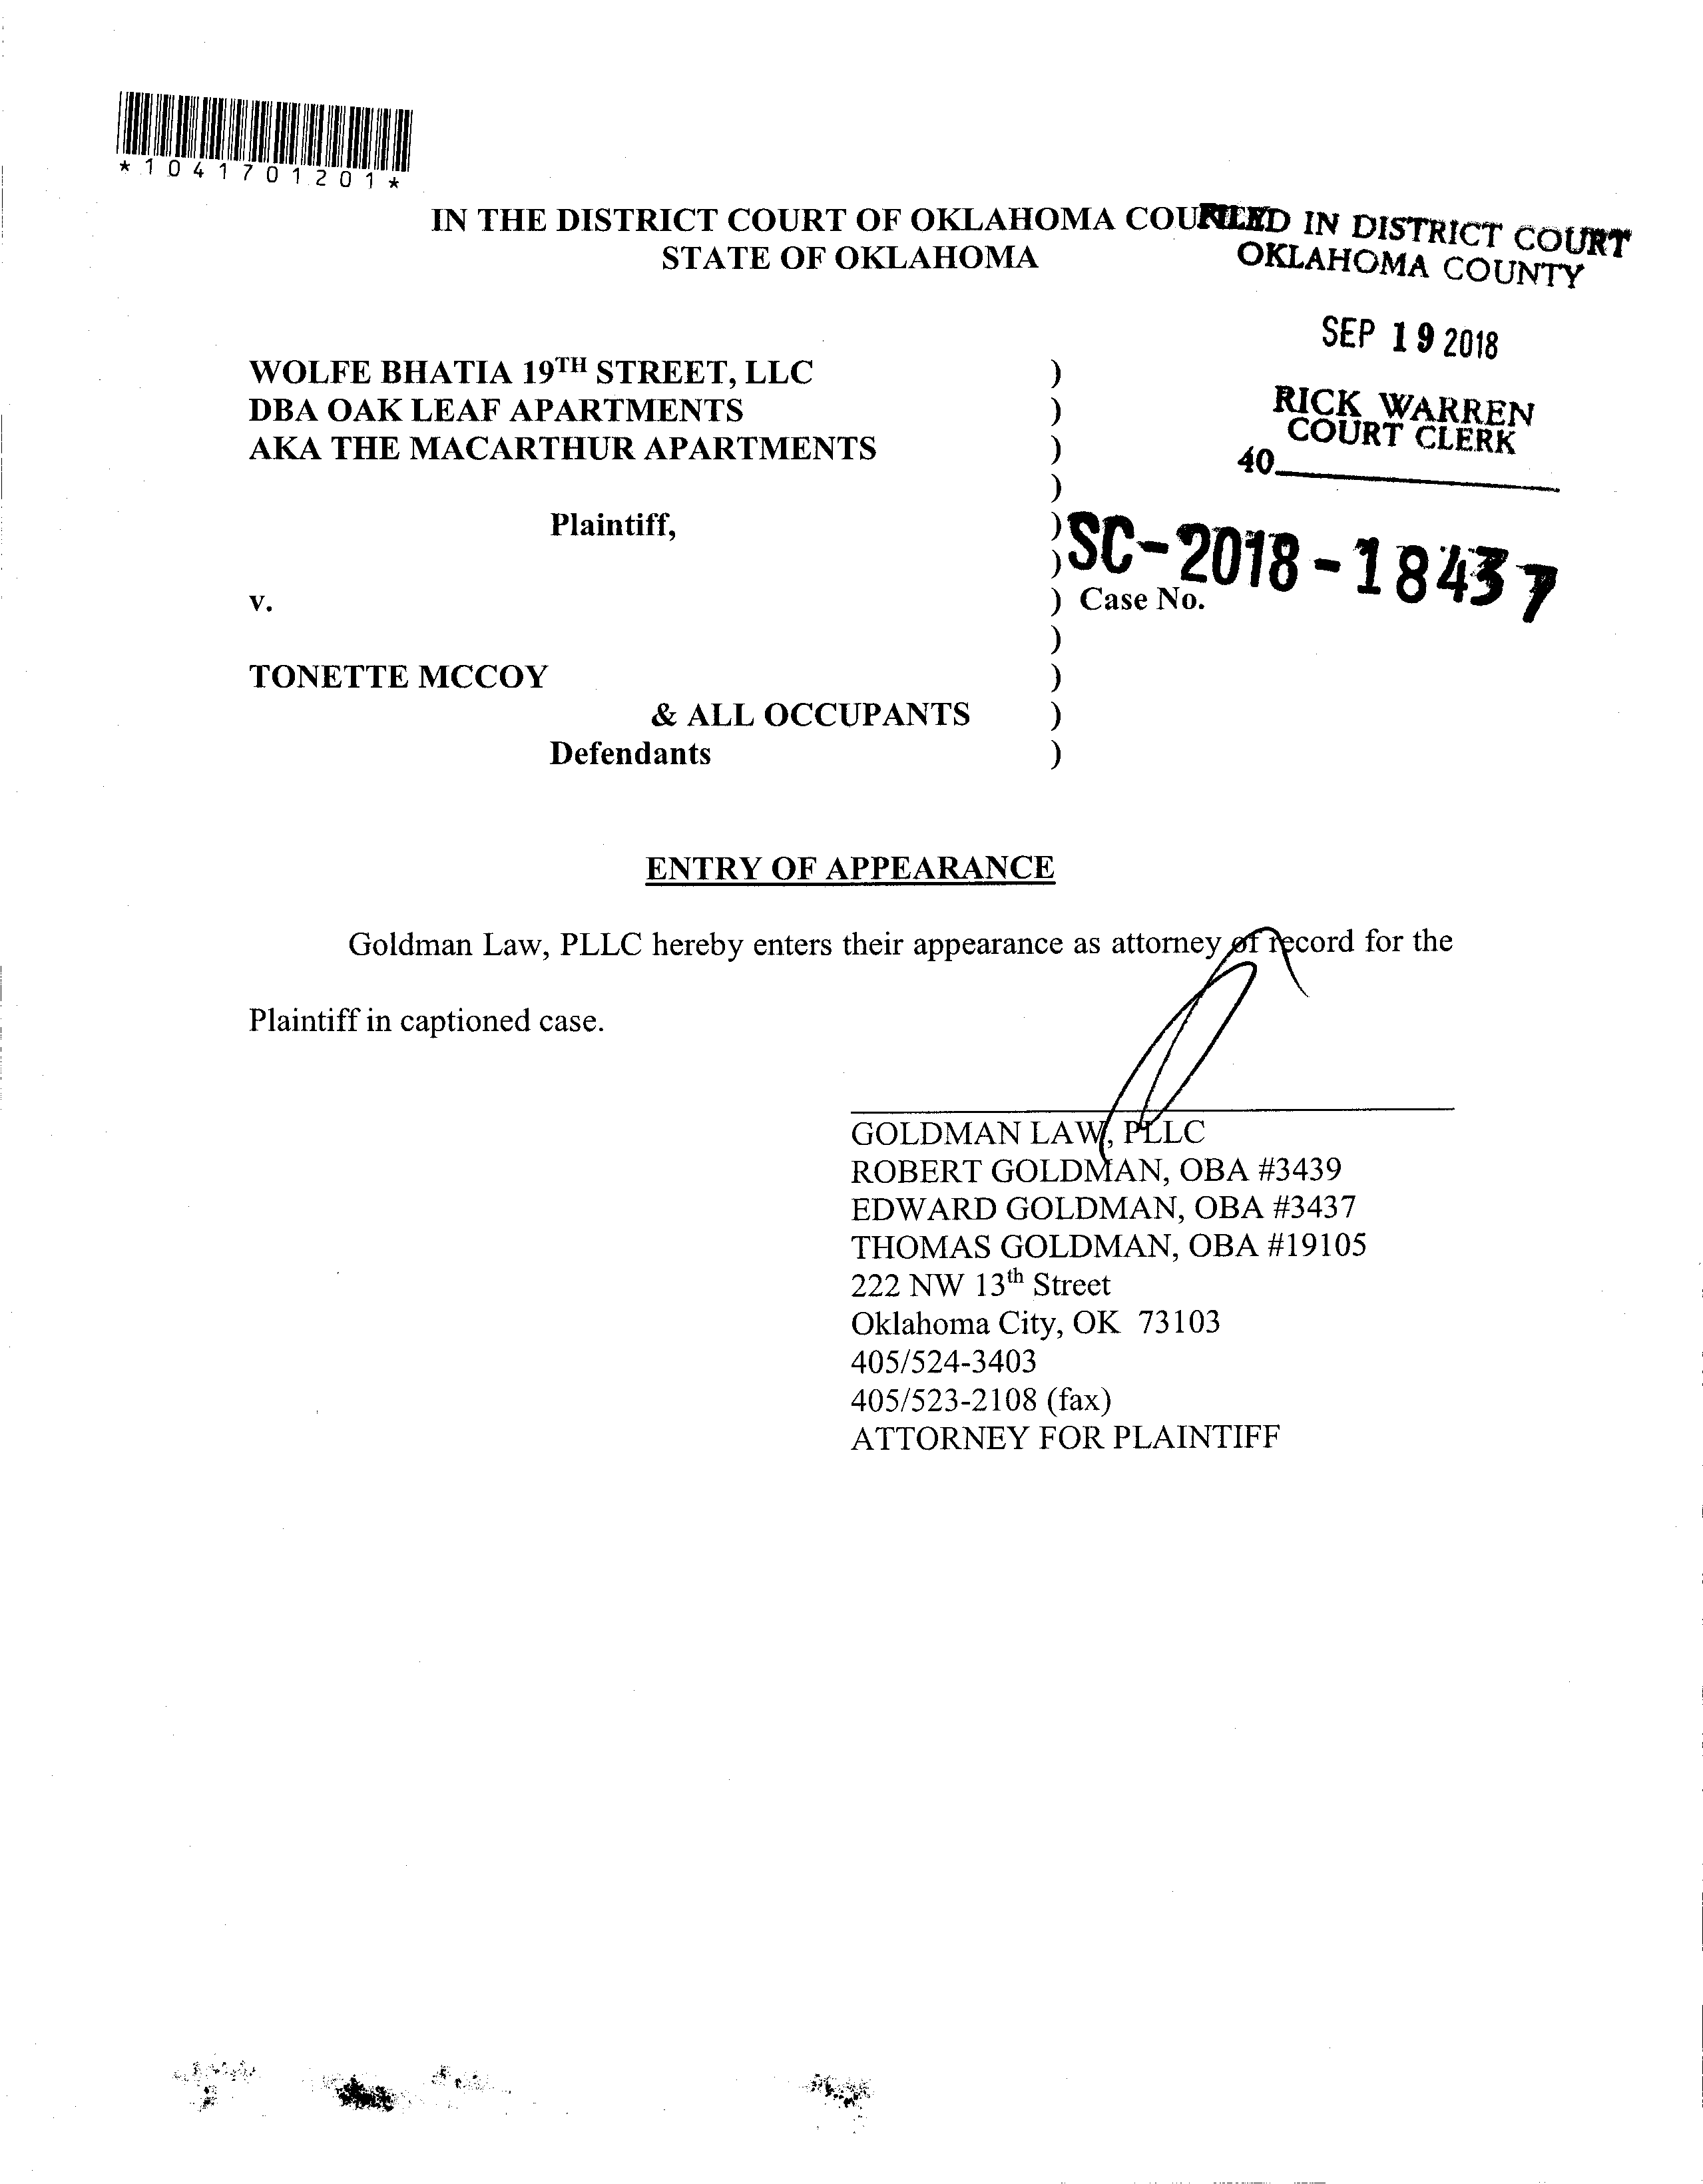 *1041701201*
IN THE DISTRICT COURT OF OKLAHOMA COUNTY
STATE OF OKLAHOMA
FILED IN DISTRICT COURT
OKLAHOMA COUNTY
SEP 19 2018
RICK WARREN
COURT CLERK
40
WOLFE BHATIA 19TH STREET, LLC )
DBA OAK LEAF APARTMENTS )
AKA THE MACARTHUR APARTMENTS )
)
Plaintiff, )
) SC-2018-18437
v. ) Case No.
)
TONETTE MCCOY )
& ALL OCCUPANTS )
Defendants )
ENTRY OF APPEARANCE
Goldman Law, PLLC hereby enters their appearance as attorney of record for the
Plaintiff in captioned case.
GOLDMAN LAW, PLLC
ROBERT GOLDMAN, OBA #3439
EDWARD GOLDMAN, OBA #3437
THOMAS GOLDMAN, OBA #19105
222 NW 13th Street
Oklahoma City, OK 73103
405/524-3403
405/523-2108 (fax)
ATTORNEY FOR PLAINTIFF